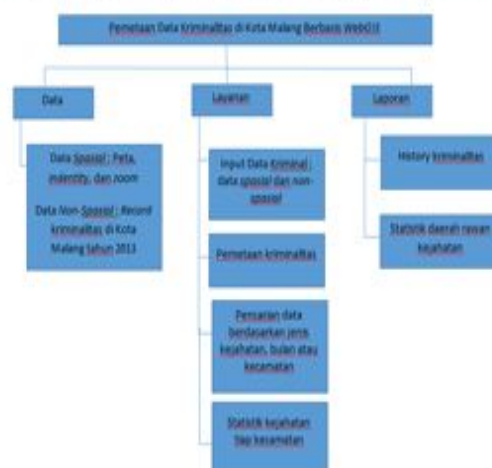 Pemetaan Data Kriminalitas di Kota Malang Berbasis WebGIS
Data
Data Spasial : Peta,
indentity, dan zoom
Data Non-Spasial : Record
kriminalitas di Kota
Malang tahun 2013
Layanan
Input Data Kriminal :
data spasial dan non-
spasial
Pemetaan kriminalitas
Pencarian data
berdasarkan jenis
kejahatan, bulan atau
kecamatan
Statistik kejahatan
tiap kecamatan
Laporan
History kriminalitas
Statistik daerah rawan
kejahatan